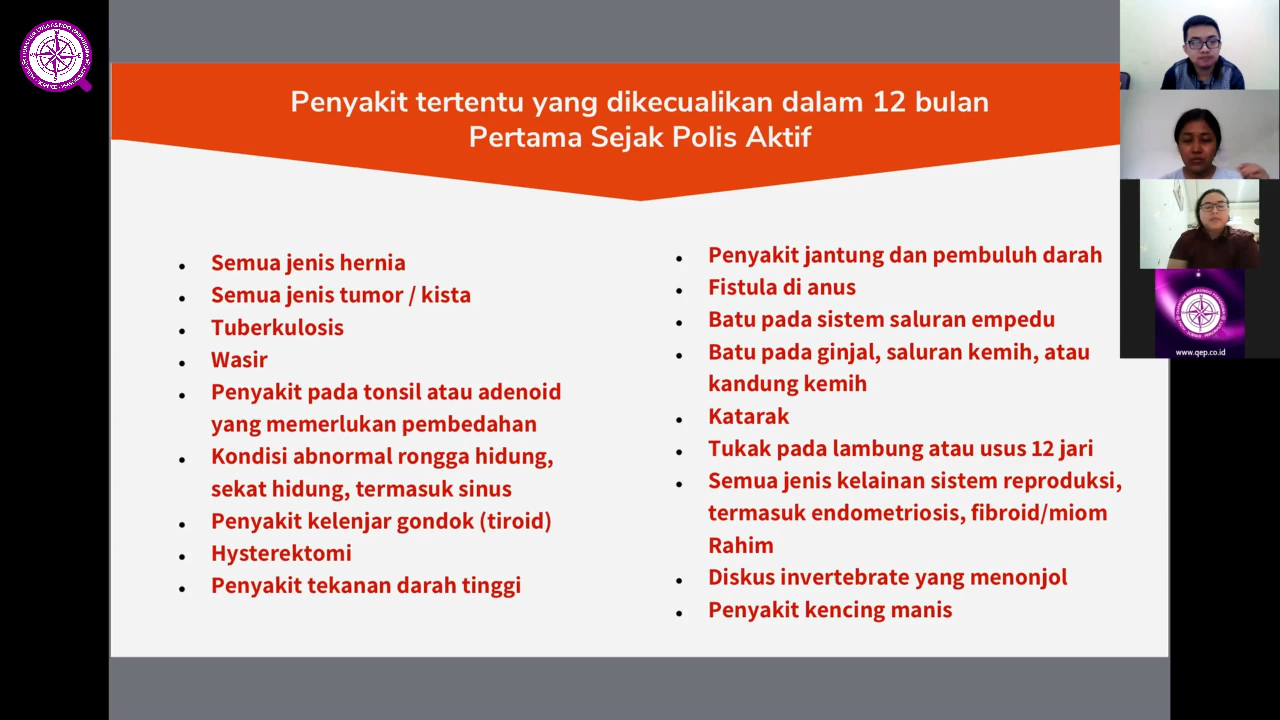 Penyakit tertentu yang dikecualikan dalam 12 bulan
Pertama Sejak Polis Aktif
Semua jenis hernia
Semua jenis tumor / kista
Tuberkulosis
Wasir
Penyakit pada tonsil atau adenoid
yang memerlukan pembedahan
Kondisi abnormal rongga hidung,
sekat hidung, termasuk sinus
Penyakit kelenjar gondok (tiroid)
Hysterektomi
Penyakit tekanan darah tinggi
Penyakit jantung dan pembuluh darah
Fistula di anus
Batu pada sistem saluran empedu
Batu pada ginjal, saluran kemih, atau
kandung kemih
Katarak
Tukak pada lambung atau usus 12 jari
Semua jenis kelainan sistem reproduksi,
termasuk endometriosis, fibroid/miom
Rahim
Diskus invertebrate yang menonjol
Penyakit kencing manis
www.qep.co.id